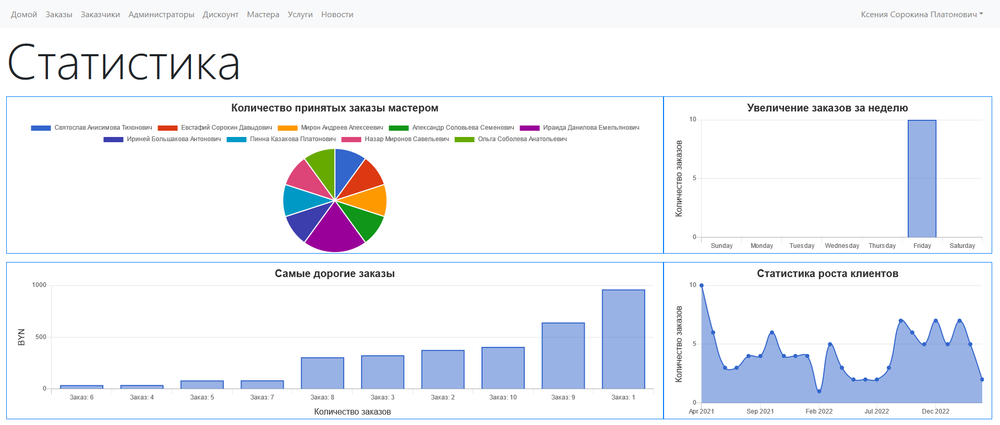 Домой Заказы Заказчики Администраторы Дискоунт Мастера Услуги Новости Ксения Сорокина Платонович
Статистика
Количество принятых заказы мастером
Святослав Анисимова Тихонович Евстафий Сорокин Давыдович Мирон Андреев Алексеевич Александр Соловьева Семенович Ираида Данилова Емельянович
Ириней Большакова Антонович Пинна Казакова Платонович Назар Миронов Савельевич Ольга Соболева Анатольевич
Увеличение заказов за неделю
Количество заказов
10
5
0
Sunday Monday Tuesday Wednesday Thursday Friday Saturday
Самые дорогие заказы
BYN
1000
500
0
Заказ: 6 Заказ: 4 Заказ: 5 Заказ: 7 Заказ: 8 Заказ: 3 Заказ: 2 Заказ: 10 Заказ: 9 Заказ: 1
Количество заказов
Статистика роста клиентов
Количество заказов
10
5
0
Apr 2021 Sep 2021 Feb 2022 Jul 2022 Dec 2022